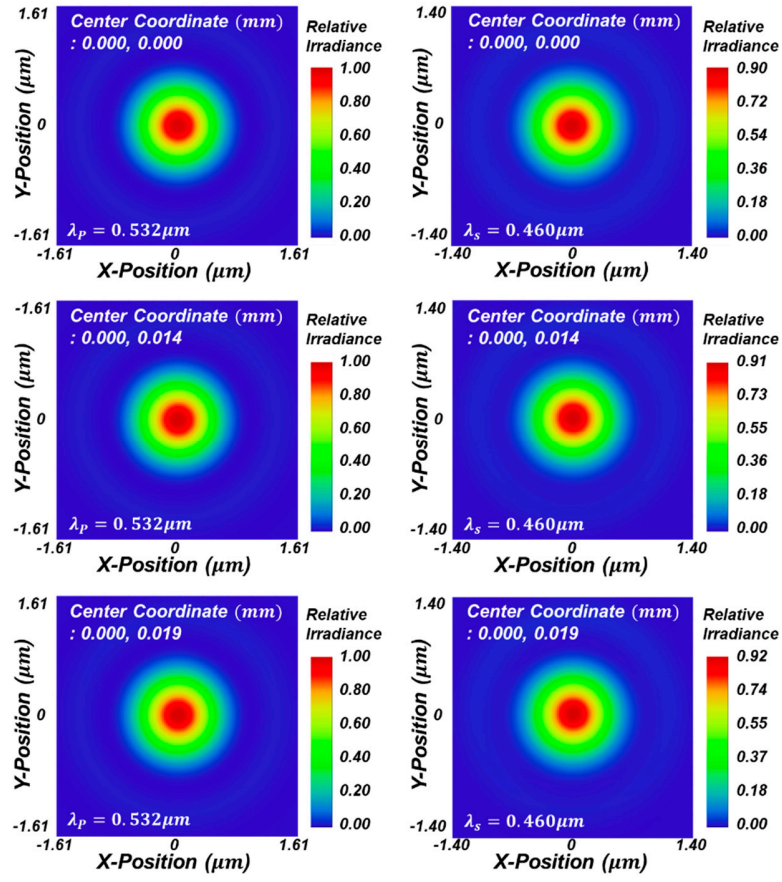 1.61
Center Coordinate (mm)
: 0.000, 0.000
Relative
Irradiance
1.00
0.80
0.60
0.40
0.20
0.00
Y-Position (μm)
0
-1.61
λP = 0.532μm
-1.61 0 1.61
X-Position (μm)
1.40
Center Coordinate (mm)
: 0.000, 0.000
Relative
Irradiance
0.90
0.72
0.54
0.36
0.18
0.00
Y-Position (μm)
0
-1.40
λs = 0.460μm
-1.40 0 1.40
X-Position (μm)
-1.61
Center Coordinate (mm)
: 0.000, 0.014
Relative
Irradiance
1.00
0.80
0.60
0.40
0.20
0.00
Y-Position (μm)
0
-1.61
λP = 0.532μm
-1.61 0 1.61
X-Position (μm)
1.40
Center Coordinate (mm)
: 0.000, 0.014
Relative
Irradiance
0.91
0.73
0.55
0.36
0.18
0.00
Y-Position (μm)
0
-1.40
λs = 0.460μm
-1.40 0 1.40
X-Position (μm)
1.61
Center Coordinate (mm)
: 0.000, 0.019
Relative
Irradiance
1.00
0.80
0.60
0.40
0.20
0.00
Y-Position (μm)
0
-1.61
λP = 0.532μm
-1.61 0 1.61
X-Position (μm)
1.40
Center Coordinate (mm)
: 0.000, 0.019
Relative
Irradiance
0.92
0.74
0.55
0.37
0.18
0.00
Y-Position (μm)
0
-1.40
λs = 0.460μm
-1.40 0 1.40
X-Position (μm)